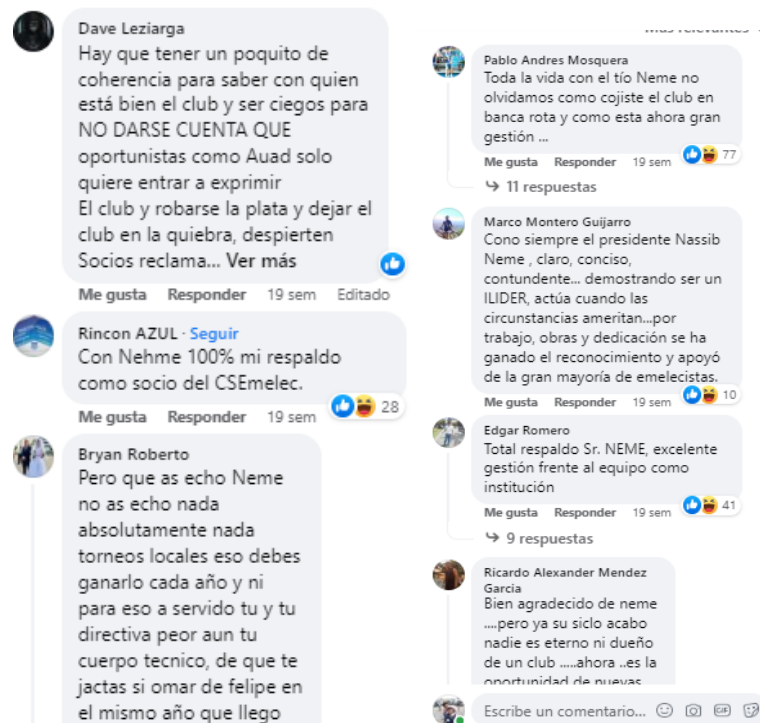 Dave Leziarga
Hay que tener un poquito de
coherencia para saber con quien
está bien el club y ser ciegos para
NO DARSE CUENTA QUE
oportunistas como Auad solo
quiere entrar a exprimir
El club y robarse la plata y dejar el
club en la quiebra, despierten
Socios reclama... Ver más
Me gusta Responder 19 sem Editado
Rincon AZUL · Seguir
Con Nehme 100% mi respaldo
como socio del CSEmelec.
Me gusta Responder 19 sem 28
Bryan Roberto
Pero que as echo Neme
no as echo nada
absolutamente nada
torneos locales eso debes
ganarlo cada año y ni
para eso a servido tu y tu
directiva peor aun tu
cuerpo tecnico, de que te
jactas si omar de felipe en
el mismo año que llego
Más relevantes
Pablo Andres Mosquera
Toda la vida con el tío Neme no
olvidamos como cojiste el club en
banca rota y como esta ahora gran
gestión ...
Me gusta Responder 19 sem 77
11 respuestas
Marco Montero Guijarro
Cono siempre el presidente Nassib
Neme , claro, conciso,
contundente... demostrando ser un
lLIDER, actúa cuando las
circunstancias ameritan...por
trabajo, obras y dedicación se ha
ganado el reconocimiento y apoyó
de la gran mayoría de emelecistas.
Me gusta Responder 19 sem 10
Edgar Romero
Total respaldo Sr. NEME, excelente
gestión frente al equipo como
institución
Me gusta Responder 19 sem 41
9 respuestas
Ricardo Alexander Mendez
Garcia
Bien agradecido de neme
....pero ya su siclo acabo
nadie es eterno ni dueño
de un club .....ahora ..es la
oportunidad de nuevas
Escribe un comentario... GIF